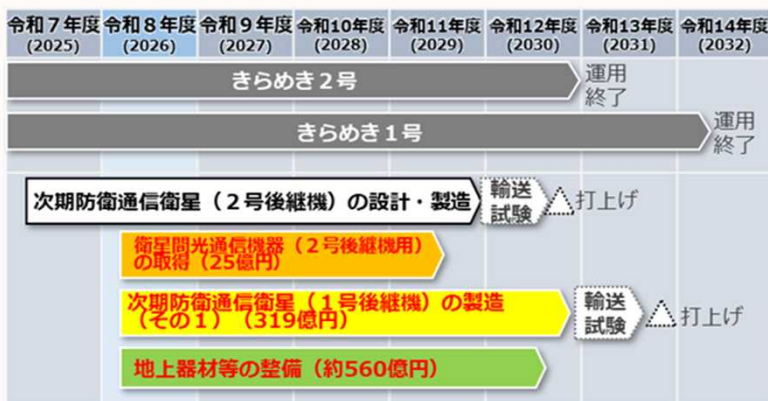 令和７年度 令和８年度 令和９年度 令和10年度 令和11年度 令和12年度 令和13年度 令和14年度
(2025) (2026) (2027) (2028) (2029) (2030) (2031) (2032)
きらめき２号
運用
終了
きらめき１号
運用
終了
次期防衛通信衛星（２号後継機）の設計・製造
輸送
試験
打上げ
衛星間光通信機器（２号後継機用）
の取得（25億円）
次期防衛通信衛星（１号後継機）の製造
（その１）（319億円）
輸送
試験
打上げ
地上器材等の整備（約560億円）